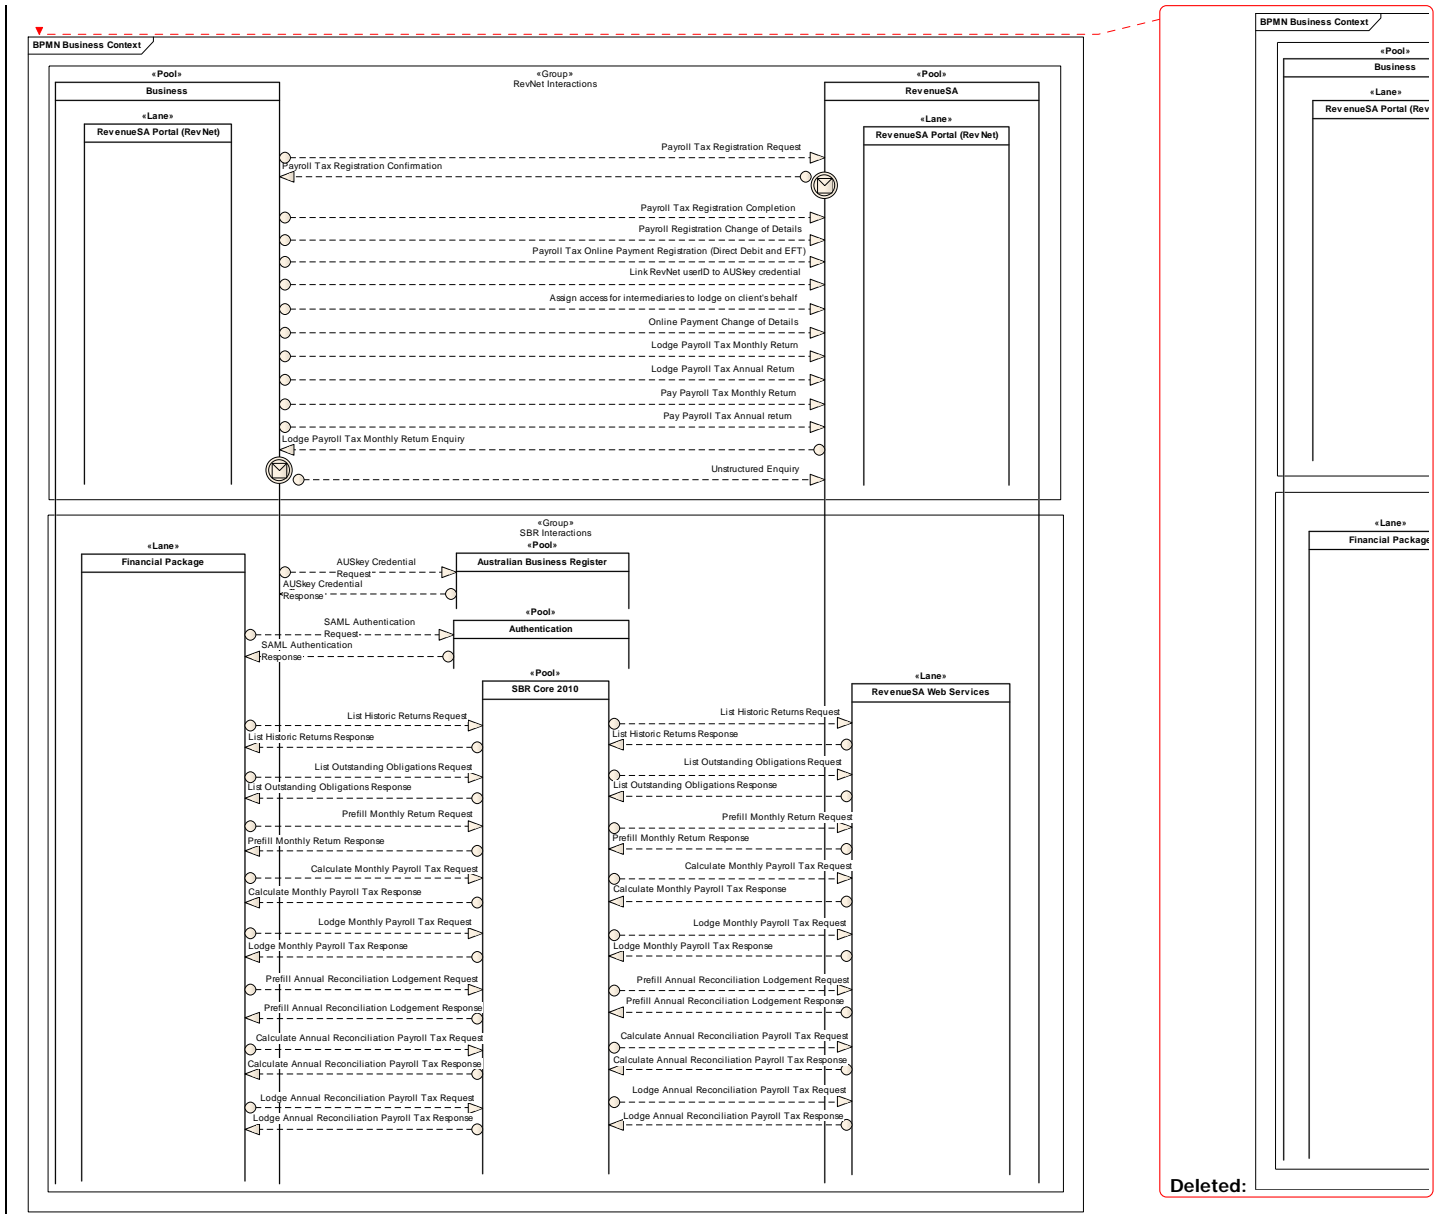 BPMN Business Context
«Group»
RevNet Interactions
«Pool»
Business
«Pool»
RevenueSA
«Lane»
RevenueSA Portal (RevNet)
«Lane»
RevenueSA Portal (RevNet)
Payroll Tax Registration Request
Payroll Tax Registration Confirmation
Payroll Tax Registration Completion
Payroll Registration Change of Details
Payroll Tax Online Payment Registration (Direct Debit and EFT)
Link RevNet userID to AUSkey credential
Assign access for intermediaries to lodge on client's behalf
Online Payment Change of Details
Lodge Payroll Tax Monthly Return
Lodge Payroll Tax Annual Return
Pay Payroll Tax Monthly Return
Pay Payroll Tax Annual return
Lodge Payroll Tax Monthly Return Enquiry
Unstructured Enquiry
«Group»
SBR Interactions
«Lane»
Financial Package
«Pool»
Australian Business Register
AUSkey Credential
Request
AUSkey Credential
Response
«Pool»
Authentication
SAML Authentication
Request
SAML Authentication
Response
«Pool»
SBR Core 2010
«Lane»
RevenueSA Web Services
List Historic Returns Request
List Historic Returns Response
List Outstanding Obligations Request
List Outstanding Obligations Response
Prefill Monthly Return Request
Prefill Monthly Return Response
Calculate Monthly Payroll Tax Request
Calculate Monthly Payroll Tax Response
Lodge Monthly Payroll Tax Request
Lodge Monthly Payroll Tax Response
Prefill Annual Reconciliation Lodgement Request
Prefill Annual Reconciliation Lodgement Response
Calculate Annual Reconciliation Payroll Tax Request
Calculate Annual Reconciliation Payroll Tax Response
Lodge Annual Reconciliation Payroll Tax Request
Lodge Annual Reconciliation Payroll Tax Response
List Historic Returns Request
List Historic Returns Response
List Outstanding Obligations Request
List Outstanding Obligations Response
Prefill Monthly Return Request
Prefill Monthly Return Response
Calculate Monthly Payroll Tax Request
Calculate Monthly Payroll Tax Response
Lodge Monthly Payroll Tax Request
Lodge Monthly Payroll Tax Response
Prefill Annual Reconciliation Lodgement Request
Prefill Annual Reconciliation Lodgement Response
Calculate Annual Reconciliation Payroll Tax Request
Calculate Annual Reconciliation Payroll Tax Response
Lodge Annual Reconciliation Payroll Tax Request
Lodge Annual Reconciliation Payroll Tax Response
BPMN Business Context
«Pool»
Business
«Lane»
RevenueSA Portal (Rev
«Lane»
Financial Package
Deleted: